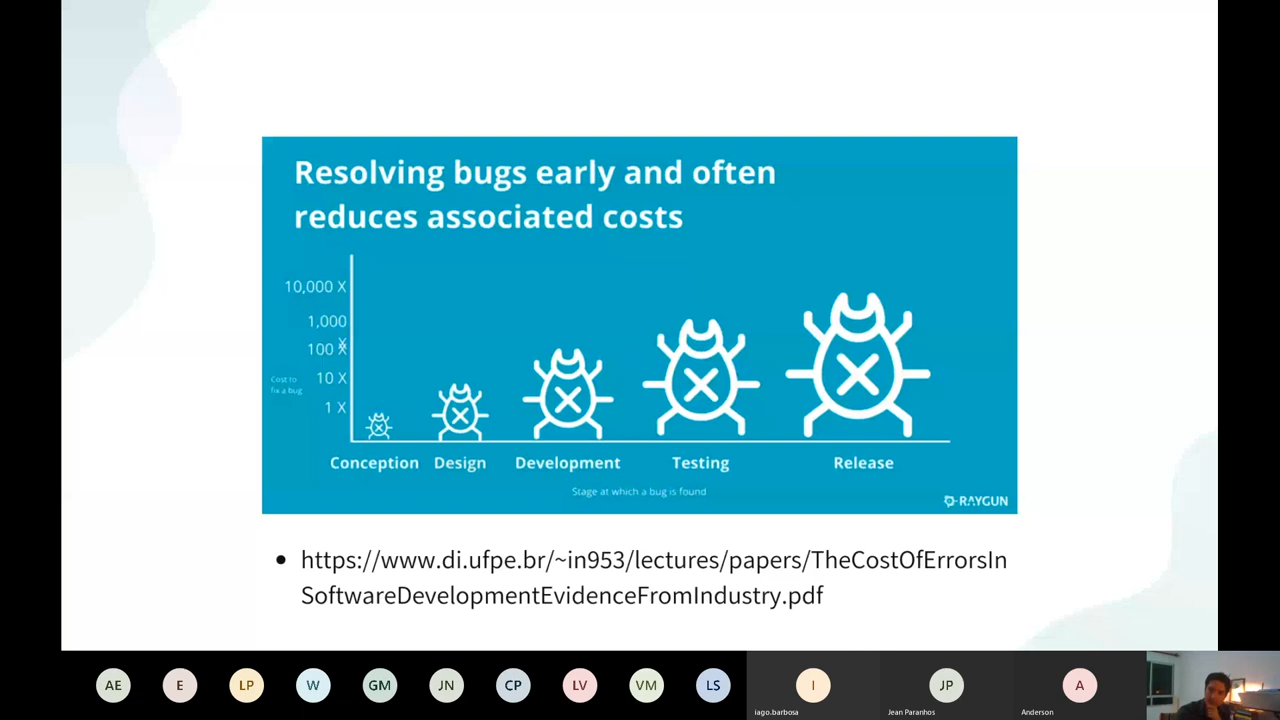 Resolving bugs early and often
reduces associated costs
10,000 X
1,000
X
100 X
10 X
1 X
Cost to
fix a bug
Conception Design Development Testing Release
Stage at which a bug is found
RAYGUN
• https://www.di.ufpe.br/~in953/lectures/papers/TheCostOfErrorsIn
SoftwareDevelopmentEvidenceFromIndustry.pdf
AE E LP W GM JN CP LV VM LS I JP A
iago.barbosa Jean Paranhos Anderson